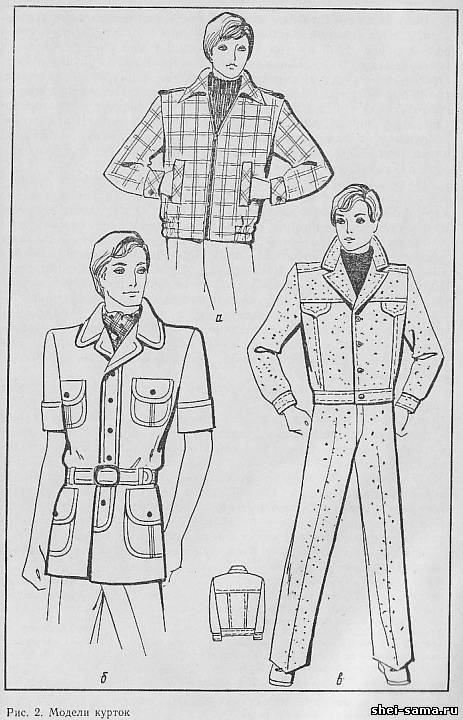 а
б
в
Рис. 2. Модели курток
shei-sama.ru